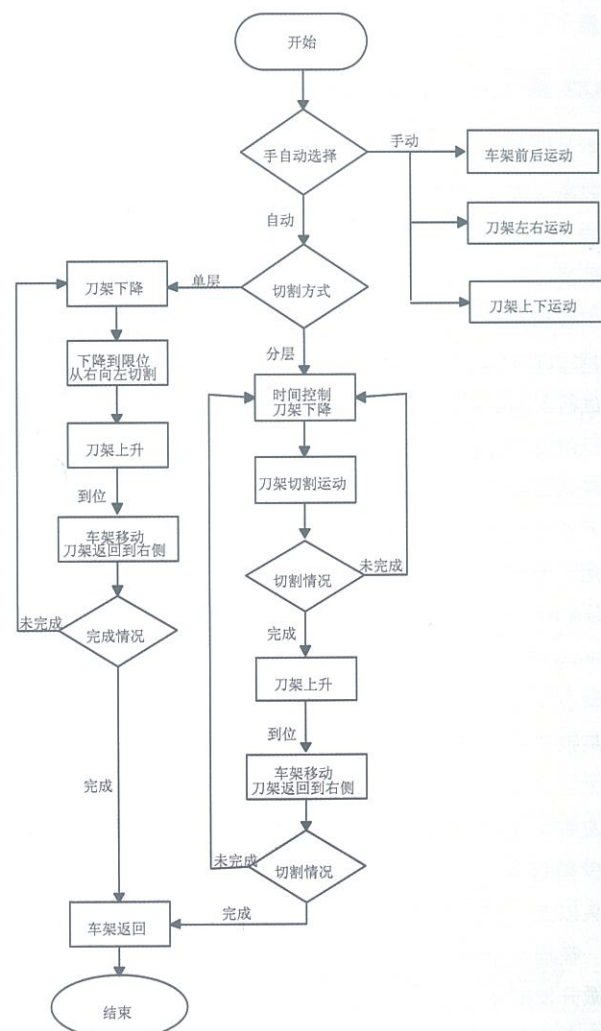 开始
手自动选择
手动
车架前后运动
刀架左右运动
刀架上下运动
自动
切割方式
单层
刀架下降
下降到限位
从右向左切割
刀架上升
到位
车架移动
刀架返回到右侧
未完成
完成情况
完成
分层
时间控制
刀架下降
刀架切割运动
切割情况
未完成
完成
刀架上升
到位
车架移动
刀架返回到右侧
未完成
切割情况
完成
车架返回
结束